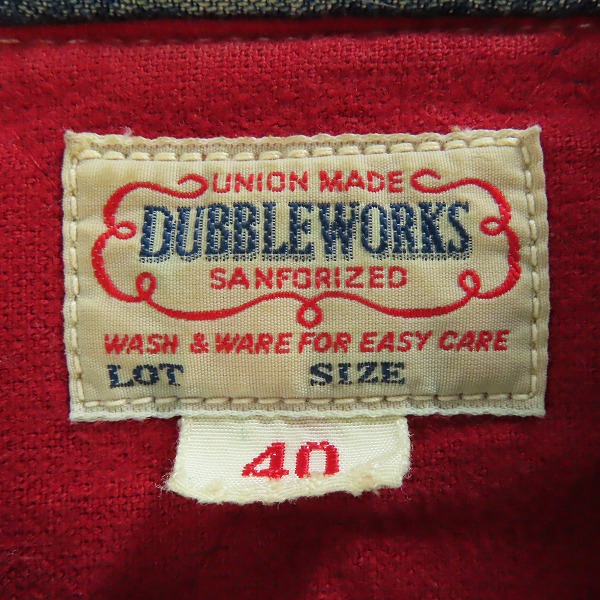 UNION MADE
DUBBLEWORKS
SANFORIZED
WASH & WARE FOR EASY CARE
LOT SIZE
40